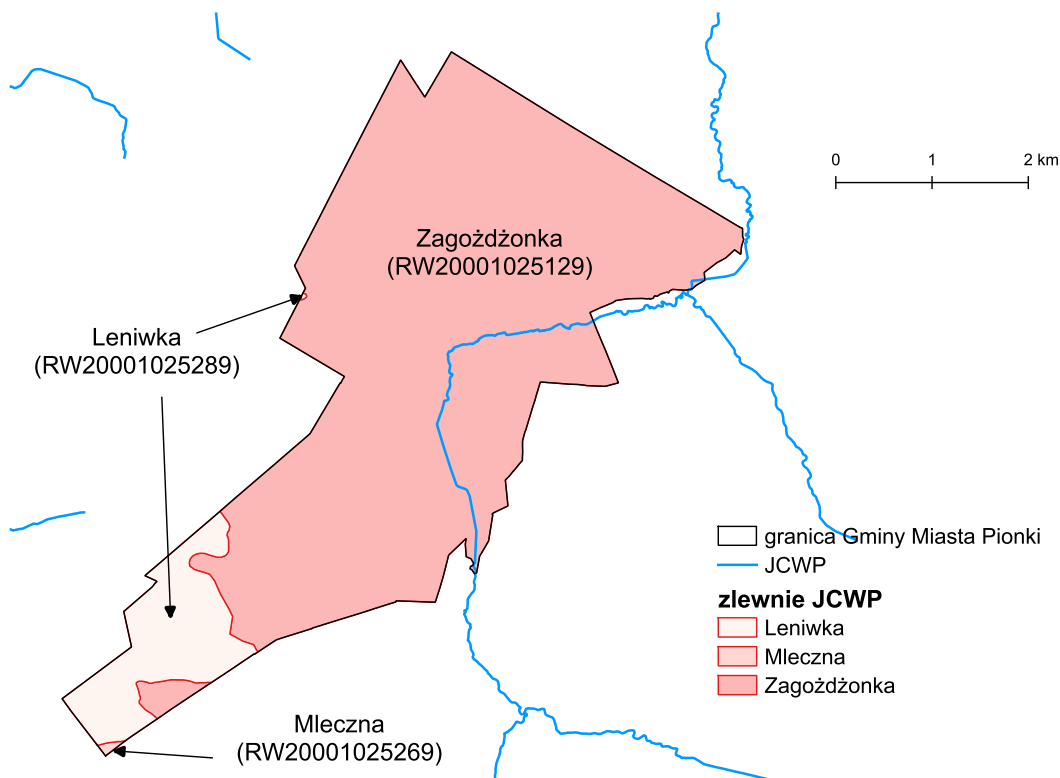 0 1 2 km
Zagożdżonka
(RW20001025129)
Leniwka
(RW20001025289)
granica Gminy Miasta Pionki
JCWP
zlewnie JCWP
Leniwka
Mleczna
Zagożdżonka
Mleczna
(RW20001025269)